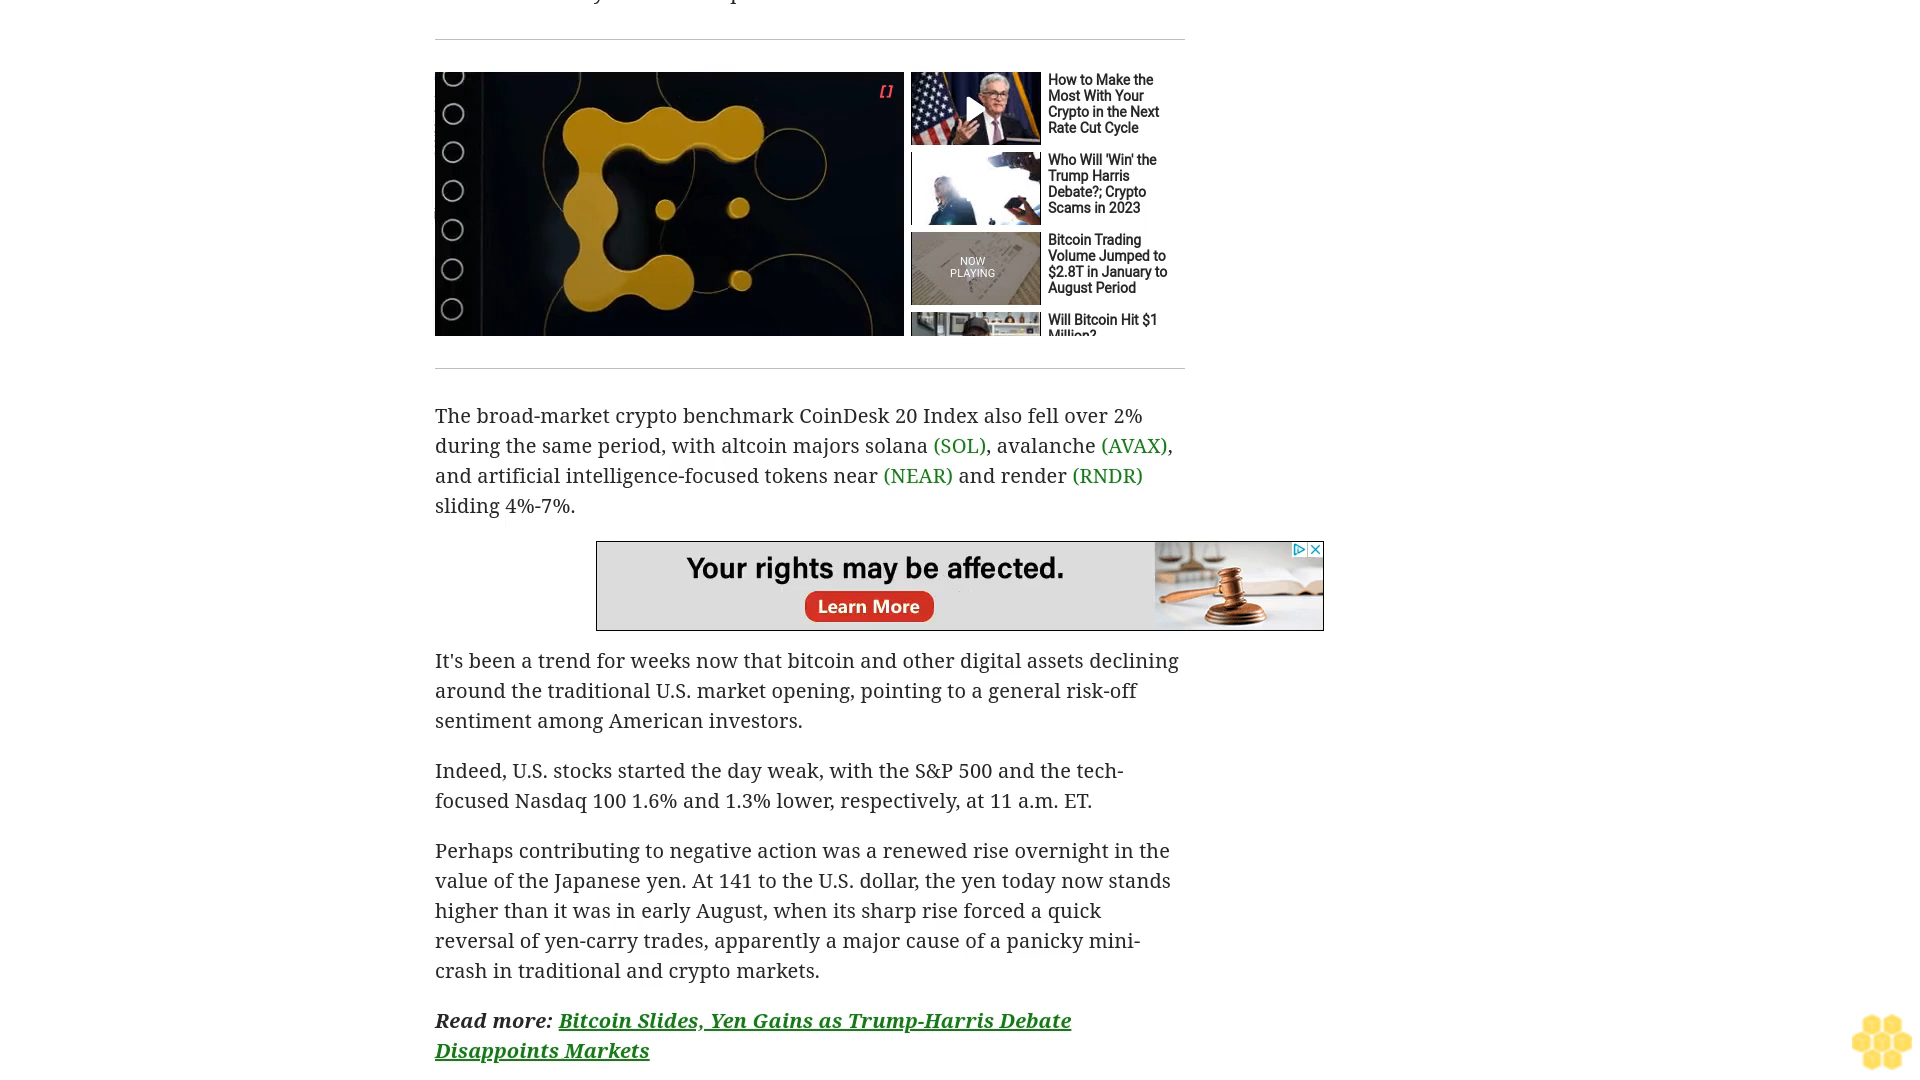 []
How to Make the
Most With Your
Crypto in the Next
Rate Cut Cycle
Who Will 'Win' the
Trump Harris
Debate?; Crypto
Scams in 2023
NOW
PLAYING
Bitcoin Trading
Volume Jumped to
$2.8T in January to
August Period
Will Bitcoin Hit $1
Million?
The broad-market crypto benchmark CoinDesk 20 Index also fell over 2%
during the same period, with altcoin majors solana (SOL), avalanche (AVAX),
and artificial intelligence-focused tokens near (NEAR) and render (RNDR)
sliding 4%-7%.
Your rights may be affected.
Learn More
It's been a trend for weeks now that bitcoin and other digital assets declining
around the traditional U.S. market opening, pointing to a general risk-off
sentiment among American investors.
Indeed, U.S. stocks started the day weak, with the S&P 500 and the tech-
focused Nasdaq 100 1.6% and 1.3% lower, respectively, at 11 a.m. ET.
Perhaps contributing to negative action was a renewed rise overnight in the
value of the Japanese yen. At 141 to the U.S. dollar, the yen today now stands
higher than it was in early August, when its sharp rise forced a quick
reversal of yen-carry trades, apparently a major cause of a panicky mini-
crash in traditional and crypto markets.
Read more: Bitcoin Slides, Yen Gains as Trump-Harris Debate
Disappoints Markets